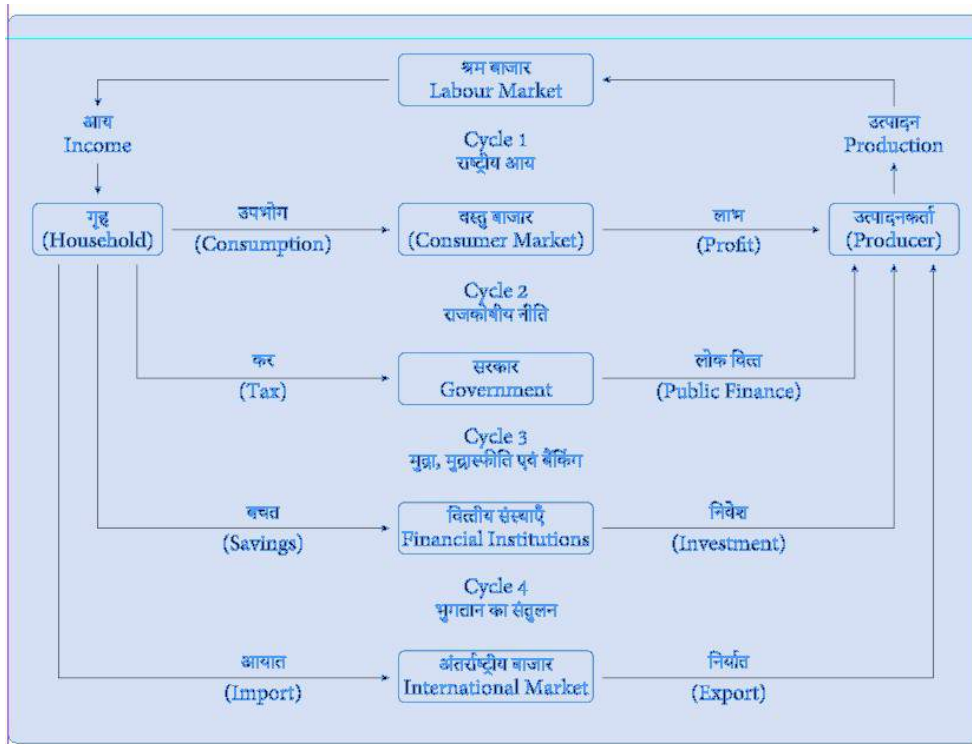 श्रम बाजार
Labour Market
आय
Income
उत्पादन
Production
Cycle 1
राष्ट्रीय आय
गृह
(Household)
उपभोग
(Consumption)
वस्तु बाजार
(Consumer Market)
लाभ
(Profit)
उत्पादनकर्ता
(Producer)
Cycle 2
राजकोषीय नीति
कर
(Tax)
सरकार
Government
लोक वित्त
(Public Finance)
Cycle 3
मुद्रा, मुद्रास्फीति एवं बैंकिंग
बचत
(Savings)
वित्तीय संस्थाएँ
Financial Institutions
निवेश
(Investment)
Cycle 4
भुगतान का संतुलन
आयात
(Import)
अंतर्राष्ट्रीय बाजार
International Market
निर्यात
(Export)